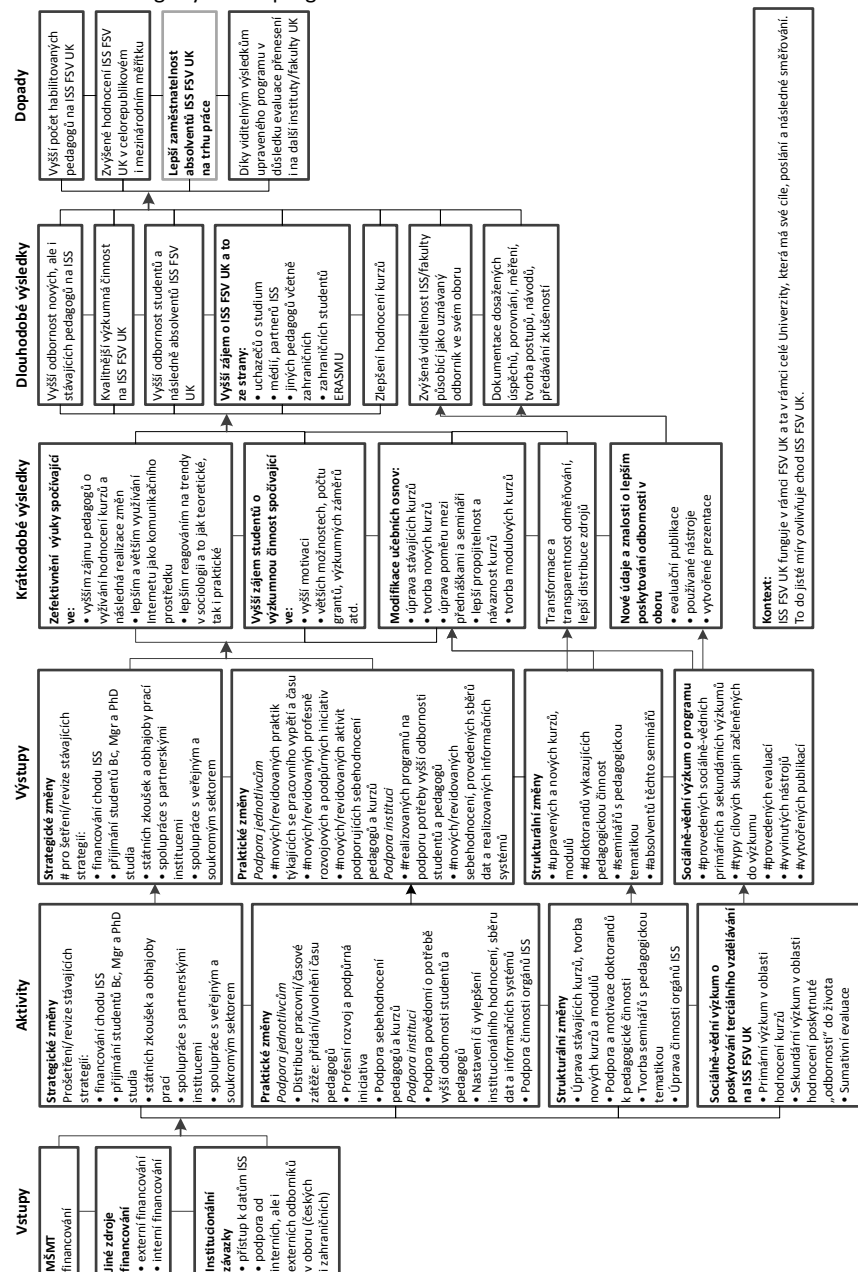 Vstupy
MŠMT
financování
Jiné zdroje
financování
• externí financování
• interní financování
Institucionální
závazky
• přístup k datům ISS
• podpora od
interních, ale i
externích odborníků
v oboru (českých
i zahraničních)
Aktivity
Strategické změny
Prošetření/revize stávajících
strategií:
• financování chodu ISS
• přijímání studentů Bc, Mgr a PhD
studia
• státních zkoušek a obhajoby
prací
• spolupráce s partnerskými
institucemi
• spolupráce s veřejným a
soukromým sektorem
Praktické změny
Podpora jednotlivcům
• Distribuce pracovní/časové
zátěže: přidání/uvolnění času
pedagogů
• Profesní rozvoj a podpůrná
iniciativa
• Podpora sebehodnocení
pedagogů a kurzů
Podpora instituci
• Podpora povědomí o potřebě
vyšší odbornosti studentů a
pedagogů
• Nastavení či vylepšení
institucionálního hodnocení, sběru
dat a informačních systémů
• Podpora činnosti orgánů ISS
Strukturální změny
• Úprava stávajících kurzů, tvorba
nových kurzů a modulů
• Podpora a motivace doktorandů
k pedagogické činnosti
• Tvorba seminářů s pedagogickou
tematikou
• Úprava činnosti orgánů ISS
Sociálně-vědní výzkum o
poskytování terciálního vzdělávání
na ISS FSV UK
• Primární výzkum v oblasti
hodnocení kurzů
• Sekundární výzkum v oblasti
hodnocení poskytnuté
„odbornosti“ do života
• Sumativní evaluace
Výstupy
Strategické změny
# pro šetření/revize stávajících
strategií:
• financování chodu ISS
• přijímání studentů Bc, Mgr a PhD
studia
• státních zkoušek a obhajoby prací
• spolupráce s partnerskými
institucemi
• spolupráce s veřejným a
soukromým sektorem
Praktické změny
Podpora jednotlivcům
• #nových/revidovaných praktik
týkajících se pracovního vypětí a času
• #nových/revidovaných profesně
rozvojových a podpůrných iniciativ
• #nových/revidovaných aktivit
podporujících sebehodnocení
pedagogů a kurzů
Podpora instituci
• #realizovaných programů na
podporu potřeby vyšší odbornosti
studentů a pedagogů
• #nových/revidovaných
sebehodnocení, provedených sběrů
dat a realizovaných informačních
systémů
Strukturální změny
• #upravených a nových kurzů,
modulů
• #doktorandů vykazujících
pedagogickou činnost
• #seminářů s pedagogickou
tematikou
• #absolventů těchto seminářů
Sociálně-vědní výzkum o programu
• #provedených sociálně-vědních
primárních a sekundárních výzkumů
• #typy cílových skupin začleněných
do výzkumu
• #provedených evaluací
• #vyvinutých nástrojů
• #vytvořených publikací
Krátkodobé výsledky
Zefektivnění výuky spočívající
ve:
• vyšším zájmu pedagogů o
vyžívání hodnocení kurzů a
následná realizace změn
• lepším a větším využívání
Internetu jako komunikačního
prostředku
• lepším reagováním na trendy
v sociologii a to jak teoretické,
tak i praktické
Vyšší zájem studentů o
výzkumnou činnost spočívající
ve:
• vyšší motivaci
• větších možnostech, počtu
grantů, výzkumných záměrů
atd.
Modifikace učebních osnov:
• úprava stávajících kurzů
• tvorba nových kurzů
• úprava poměru mezi
přednáškami a semináři
• lepší propojitelnost a
návaznost kurzů
• tvorba modulových kurzů
Transformace a
transparentnost odměňování,
lepší distribuce zdrojů
Nové údaje a znalosti o lepším
poskytování odbornosti v
oboru
• evaluační publikace
• používané nástroje
• vytvořené prezentace
Dlouhodobé výsledky
Vyšší odbornost nových, ale i
stávajících pedagogů na ISS
Kvalitnější výzkumná činnost
na ISS FSV UK
Vyšší odbornost studentů a
následně absolventů ISS FSV
UK
Vyšší zájem o ISS FSV UK a to
ze strany:
• uchazečů o studium
• médií, partnerů ISS
• jiných pedagogů včetně
zahraničních
• zahraničních studentů
ERASMU
Zlepšení hodnocení kurzů
Zvýšená viditelnost ISS/fakulty
působící jako uznávaný
odborník ve svém oboru
Dokumentace dosažených
úspěchů, porovnání, měření,
tvorba postupů, návodů,
předávání zkušeností
Dopady
Vyšší počet habilitovaných
pedagogů na ISS FSV UK
Zvýšené hodnocení ISS FSV
UK v celorepublikovém
i mezinárodním měřítku
Lepší zaměstnatelnost
absolventů ISS FSV UK
na trhu práce
Díky viditelným výsledkům
upraveného programu v
důsledku evaluace přenesení
i na další instituty/fakulty UK
Kontext:
ISS FSV UK funguje v rámci FSV UK a ta v rámci celé Univerzity, která má své cíle, poslání a následné směřování.
To do jisté míry ovlivňuje chod ISS FSV UK.